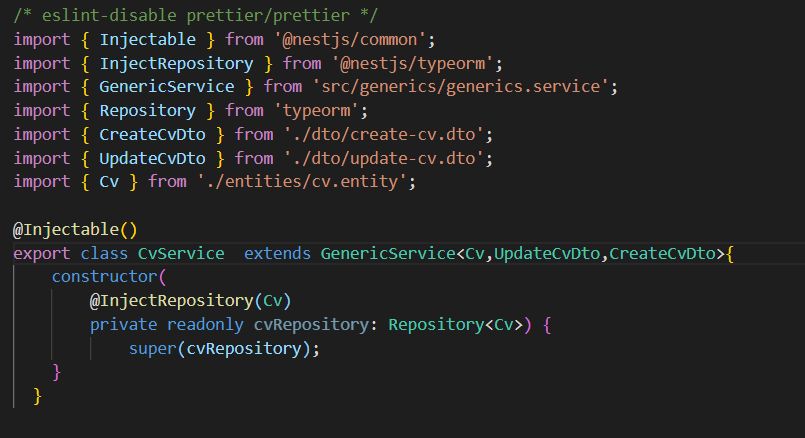 /* eslint-disable prettier/prettier */
import { Injectable } from '@nestjs/common';
import { InjectRepository } from '@nestjs/typeorm';
import { GenericService } from 'src/generics/generics.service';
import { Repository } from 'typeorm';
import { CreateCvDto } from './dto/create-cv.dto';
import { UpdateCvDto } from './dto/update-cv.dto';
import { Cv } from './entities/cv.entity';

@Injectable()
export class CvService  extends GenericService<Cv,UpdateCvDto,CreateCvDto>{
    constructor(
        @InjectRepository(Cv)
        private readonly cvRepository: Repository<Cv>) {
            super(cvRepository);
    }
  }